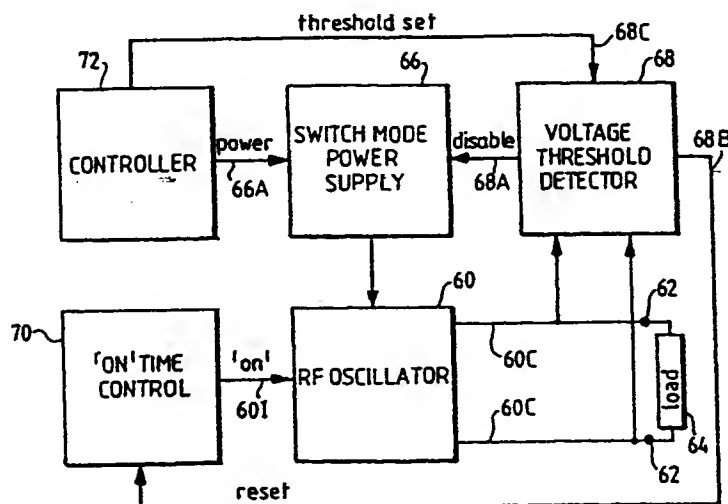 threshold set
68C
72
66
68
68B
CONTROLLER
power
66A
SWITCH MODE
POWER
SUPPLY
disable
68A
VOLTAGE
THRESHOLD
DETECTOR
60
62
70
'ON' TIME
CONTROL
'on'
60I
RF OSCILLATOR
60C
60C
load
64
62
reset